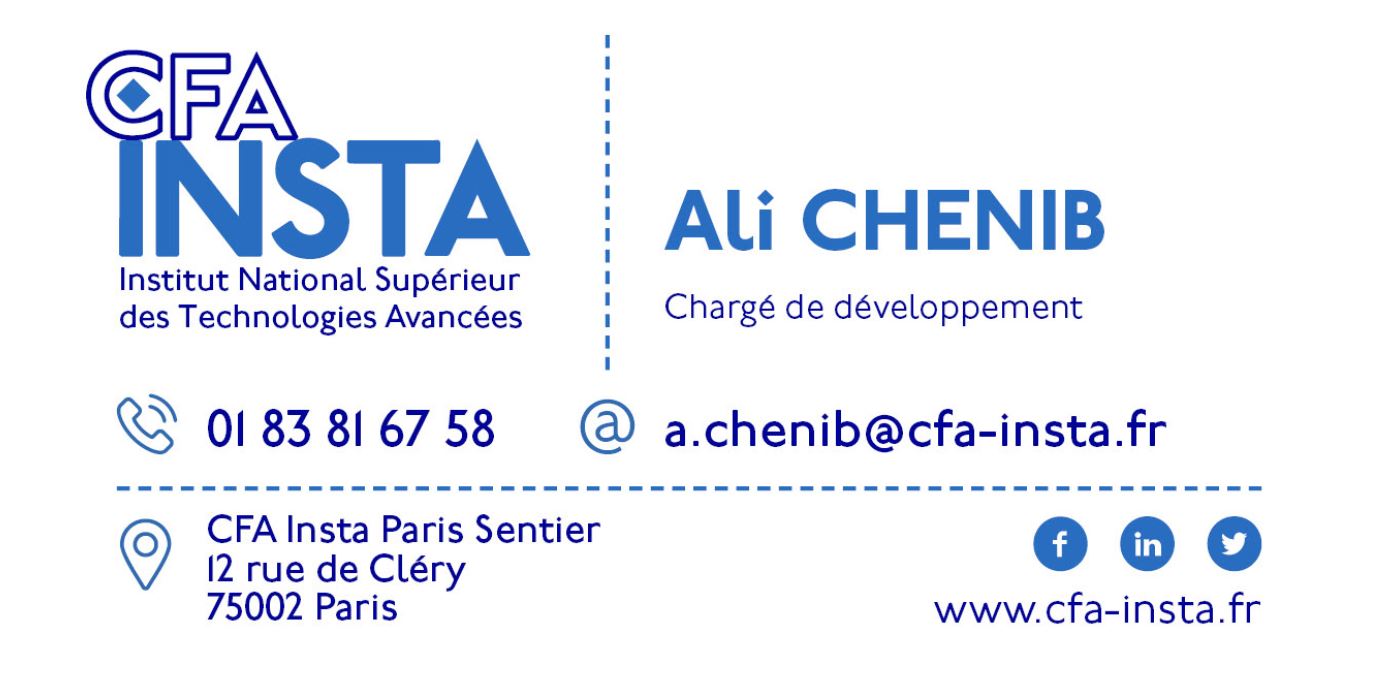 CFA
INSTA
Institut National Supérieur
des Technologies Avancées
Ali CHENIB
Chargé de développement
01 83 81 67 58
@ a.chenib@cfa-insta.fr
CFA Insta Paris Sentier
12 rue de Cléry
75002 Paris
f in
www.cfa-insta.fr